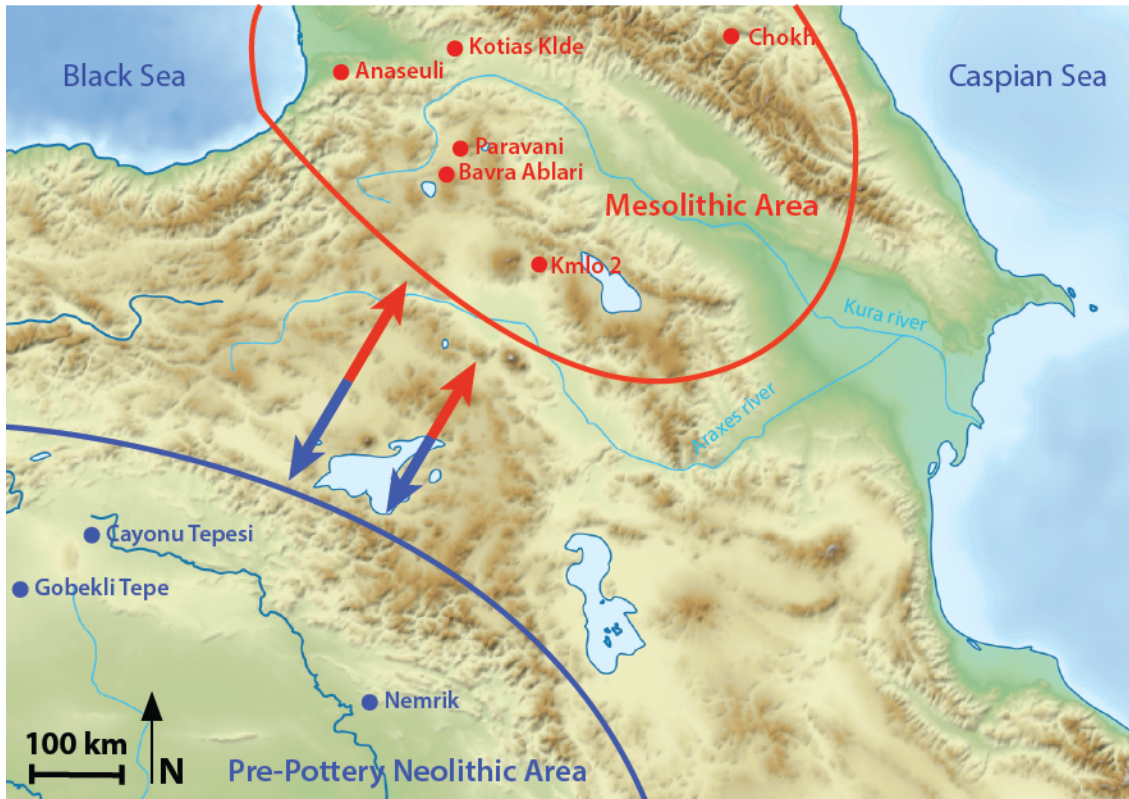 Black Sea
Kotias Klde
Chokh
Anaseuli
Caspian Sea
Paravani
Bavra Ablari
Mesolithic Area
Kmlo 2
Kura river
Araxes river
Cayonu Tepesi
Gobekli Tepe
Nemrik
100 km
N
Pre-Pottery Neolithic Area